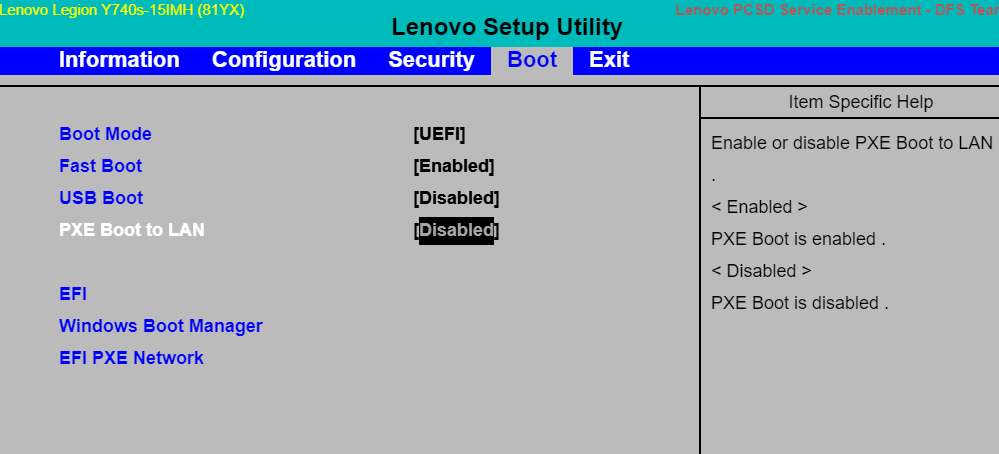 Lenovo Legion Y740s-15IMH (81YX)
Lenovo PCSD Service Enablement - DFS Tear
Lenovo Setup Utility
Information Configuration Security Boot Exit
Item Specific Help
Boot Mode [UEFI]
Fast Boot [Enabled]
USB Boot [Disabled]
PXE Boot to LAN [Disabled]
EFI
Windows Boot Manager
EFI PXE Network
Enable or disable PXE Boot to LAN
.
< Enabled >
PXE Boot is enabled .
< Disabled >
PXE Boot is disabled .